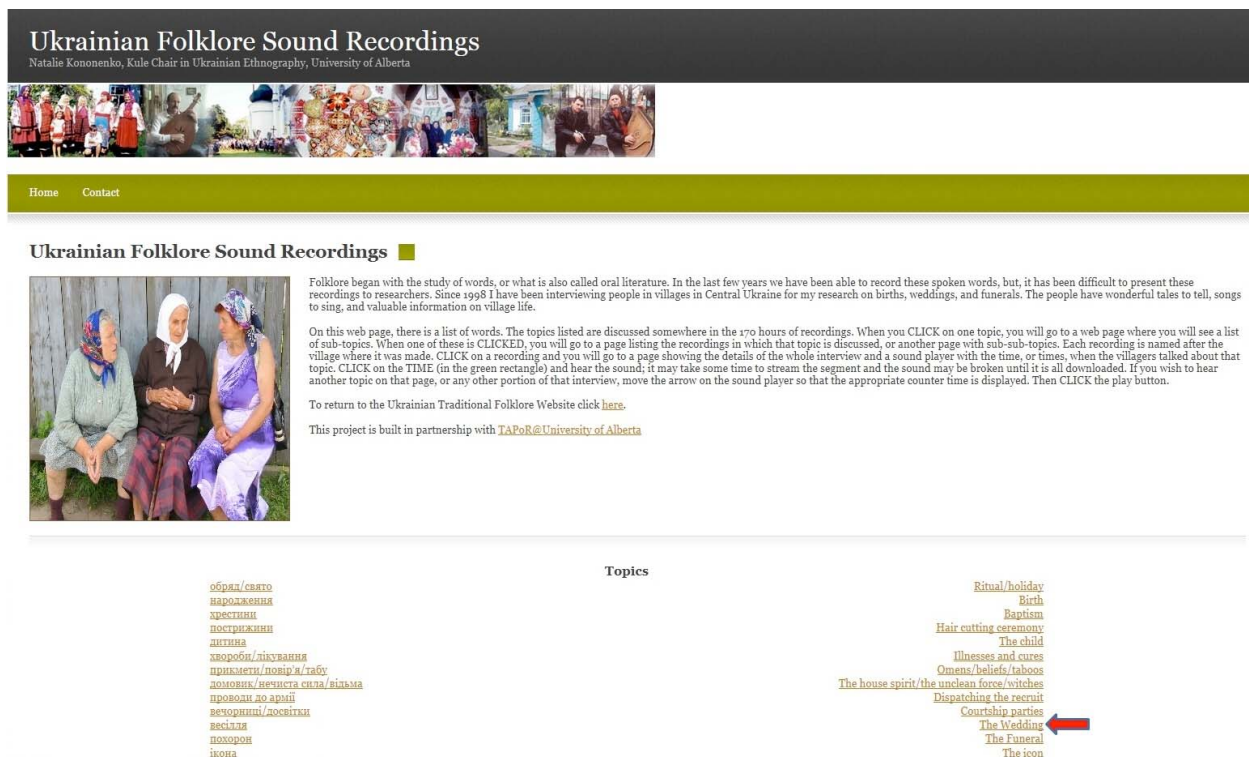 Ukrainian Folklore Sound Recordings
Natalie Kononenko, Kule Chair in Ukrainian Ethnography, University of Alberta
Home Contact
Ukrainian Folklore Sound Recordings
Folklore began with the study of words, or what is also called oral literature. In the last few years we have been able to record these spoken words, but, it has been difficult to present these
recordings to researchers. Since 1998 I have been interviewing people in villages in Central Ukraine for my research on births, weddings, and funerals. The people have wonderful tales to tell, songs
to sing, and valuable information on village life.
On this web page, there is a list of words. The topics listed are discussed somewhere in the 170 hours of recordings. When you CLICK on one topic, you will go to a web page where you will see a list
of sub-topics. When one of these is CLICKED, you will go to a page listing the recordings in which that topic is discussed, or another page with sub-sub-topics. Each recording is named after the
village where it was made. CLICK on a recording and you will go to a page showing the details of the whole interview and a sound player with the time, or times, when the villagers talked about that
topic. CLICK on the TIME (in the green rectangle) and hear the sound; it may take some time to stream the segment and the sound may be broken until it is all downloaded. If you wish to hear
another topic on that page, or any other portion of that interview, move the arrow on the sound player so that the appropriate counter time is displayed. Then CLICK the play button.
To return to the Ukrainian Traditional Folklore Website click here.
This project is built in partnership with TAPoR@University of Alberta
Topics
обряд/свято Ritual/holiday
народження Birth
хрестини Baptism
пострижини Hair cutting ceremony
дитина The child
хвороби/лікування Illnesses and cures
прикмети/повір'я/табу Omens/beliefs/taboos
домовик/нечиста сила/відьма The house spirit/the unclean force/witches
проводи до армії Dispatching the recruit
вечорниці/досвітки Courtship parties
весілля The Wedding
похорон The Funeral
ікона The icon